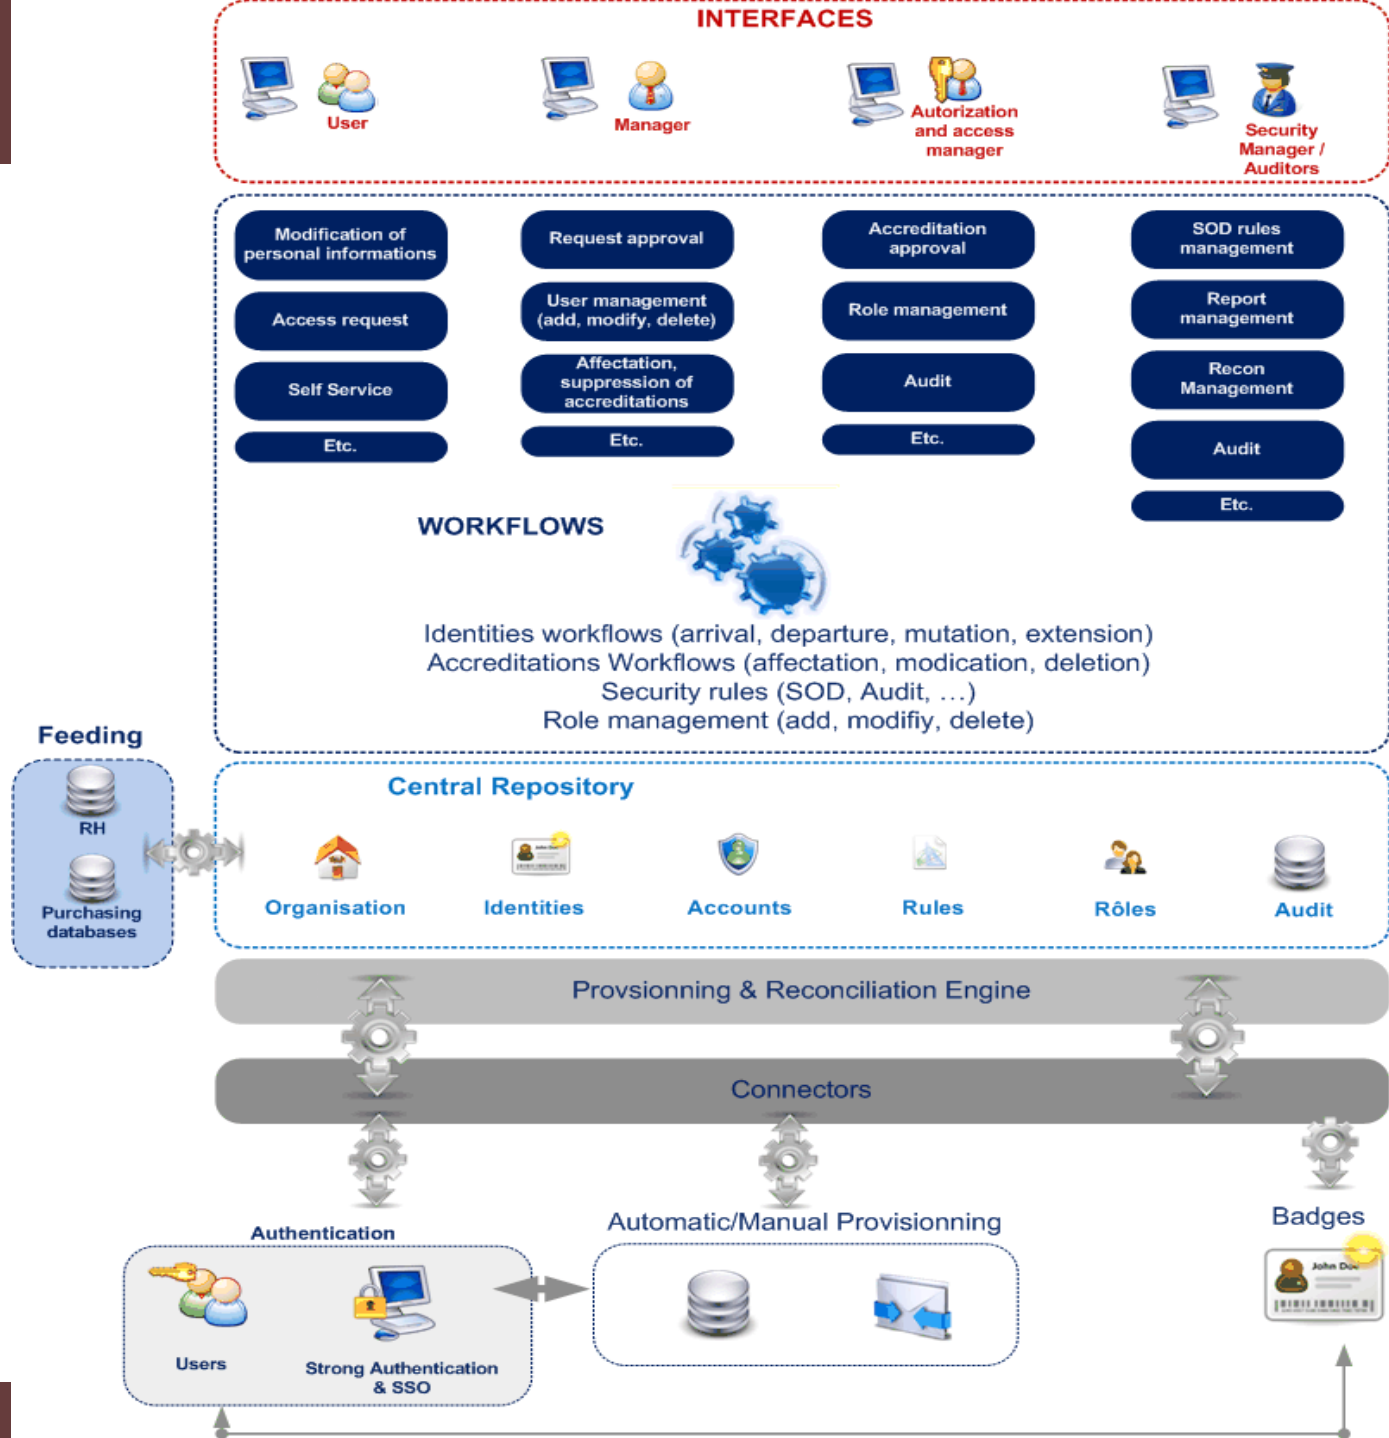 INTERFACES
User
Manager
Autorization
and access
manager
Security
Manager /
Auditors
Modification of
personal informations
Access request
Self Service
Etc.
Request approval
User management
(add, modify, delete)
Affectation,
suppression of
accreditations
Etc.
Accreditation
approval
Role management
Audit
Etc.
SOD rules
management
Report
management
Recon
Management
Audit
Etc.
WORKFLOWS
Identities workflows (arrival, departure, mutation, extension)
Accreditations Workflows (affectation, modication, deletion)
Security rules (SOD, Audit, …)
Role management (add, modifiy, delete)
Feeding
RH
Purchasing
databases
Central Repository
Organisation
Identities
Accounts
Rules
Rôles
Audit
Provsionning & Reconciliation Engine
Connectors
Authentication
Users
Strong Authentication
& SSO
Automatic/Manual Provisionning
Badges
John Doe